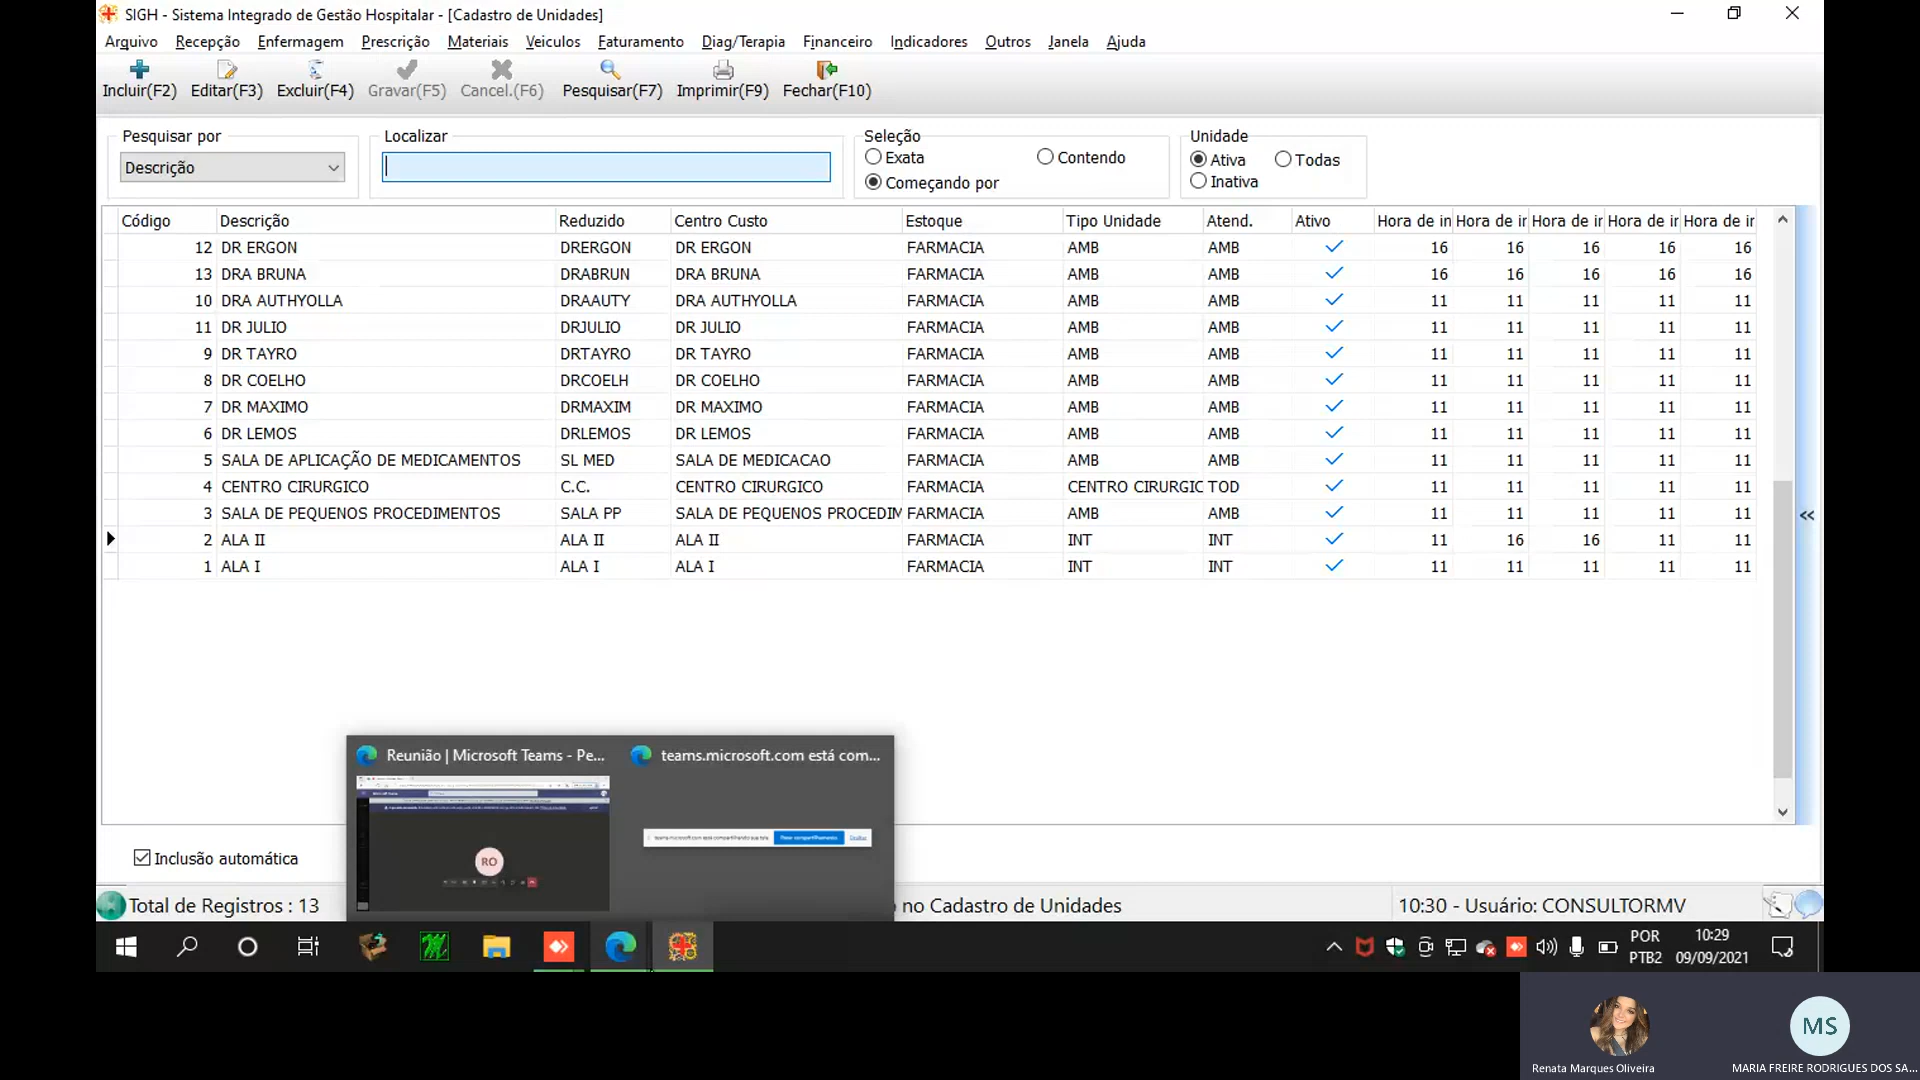 SIGH - Sistema Integrado de Gestão Hospitalar - [Cadastro de Unidades]
Arquivo Recepção Enfermagem Prescrição Materiais Veiculos Faturamento Diag/Terapia Financeiro Indicadores Outros Janela Ajuda
Incluir(F2) Editar(F3) Excluir(F4) Gravar(F5) Cancel.(F6) Pesquisar(F7) Imprimir(F9) Fechar(F10)
Pesquisar por Localizar Seleção Unidade
Descrição Exata Contendo Ativa Todas
Começando por Inativa
Código Descrição Reduzido Centro Custo Estoque Tipo Unidade Atend. Ativo Hora de ir Hora de ir Hora de ir Hora de ir Hora de ir
12 DR ERGON DRERGON DR ERGON FARMACIA AMB AMB 16 16 16 16 16
13 DRA BRUNA DRABRUN DRA BRUNA FARMACIA AMB AMB 16 16 16 16 16
10 DRA AUTHYOLLA DRAAUTY DRA AUTHYOLLA FARMACIA AMB AMB 11 11 11 11 11
11 DR JULIO DRJULIO DR JULIO FARMACIA AMB AMB 11 11 11 11 11
9 DR TAYRO DRTAYRO DR TAYRO FARMACIA AMB AMB 11 11 11 11 11
8 DR COELHO DRCOELH DR COELHO FARMACIA AMB AMB 11 11 11 11 11
7 DR MAXIMO DRMAXIM DR MAXIMO FARMACIA AMB AMB 11 11 11 11 11
6 DR LEMOS DRLEMOS DR LEMOS FARMACIA AMB AMB 11 11 11 11 11
5 SALA DE APLICAÇÃO DE MEDICAMENTOS SL MED SALA DE MEDICACAO FARMACIA AMB AMB 11 11 11 11 11
4 CENTRO CIRURGICO C.C. CENTRO CIRURGICO FARMACIA CENTRO CIRURGIC TOD 11 11 11 11 11
3 SALA DE PEQUENOS PROCEDIMENTOS SALA PP SALA DE PEQUENOS PROCEDIM FARMACIA AMB AMB 11 11 11 11 11
2 ALA II ALA II ALA II FARMACIA INT INT 11 16 16 11 11
1 ALA I ALA I ALA I FARMACIA INT INT 11 11 11 11 11
«
Reunião | Microsoft Teams - Pe... teams.microsoft.com está com...
RO
Inclusão automática
Total de Registros : 13 no Cadastro de Unidades 10:30 - Usuário: CONSULTORMV
POR 10:29
PTB2 09/09/2021
MS
Renata Marques Oliveira MARIA FREIRE RODRIGUES DOS SA...